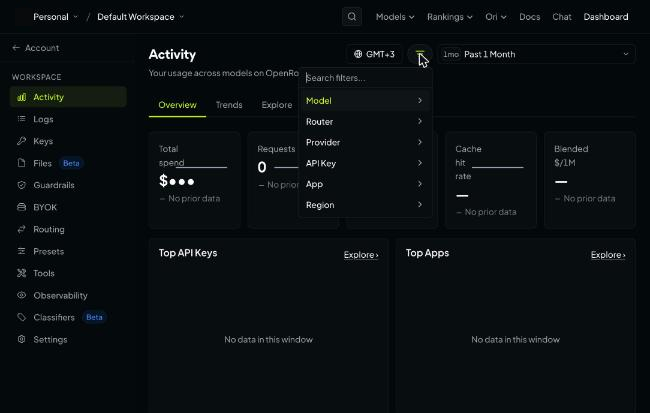 Personal / Default Workspace
Models
Rankings
Ori
Docs
Chat
Dashboard
Account
WORKSPACE
Activity
Logs
Keys
Files Beta
Guardrails
BYOK
Routing
Presets
Tools
Observability
Classifiers Beta
Settings
Activity
GMT+3
1mo Past 1 Month
Your usage across models on
Overview
Trends
Explore
Search filters...
Model
Router
Provider
API Key
App
Region
Total
spend
$•••
— No prior data
Requests
0
Cache
hit
rate
—
— No prior data
Blended
$/1M
—
— No prior data
Top API Keys
Explore ›
No data in this window
Top Apps
Explore ›
No data in this window